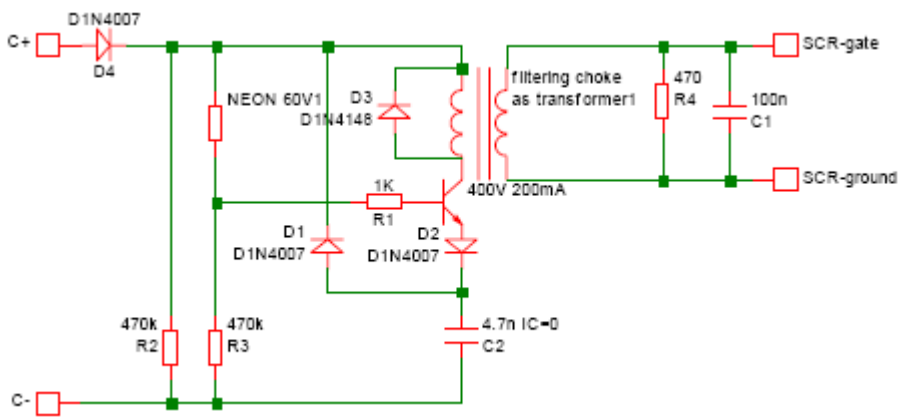 D1N4007
C+
D4
NEON 60V1
D3
D1N4148
filtering choke
as transformer1
470
R4
100n
C1
SCR-gate
SCR-ground
400V 200mA
1K
R1
D1
D1N4007
D2
D1N4007
470k
R2
470k
R3
4.7n IC=0
C2
C-